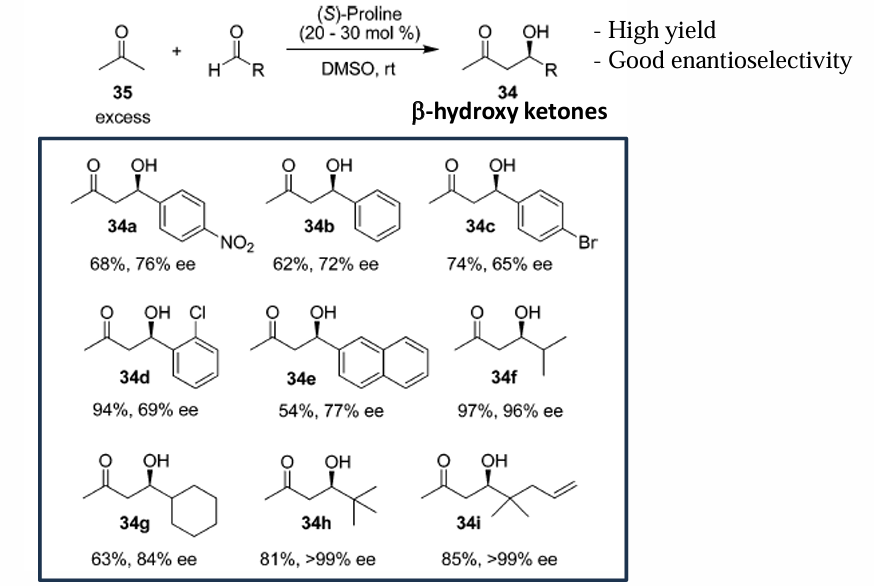 O O (S)-Proline O OH - High yield
+ (20 - 30 mol %) - Good enantioselectivity
H R DMSO, rt R
35 34
excess β-hydroxy ketones
O OH O OH O OH
34a 34b 34c
NO2 Br
68%, 76% ee 62%, 72% ee 74%, 65% ee
O OH Cl O OH O OH
34d 34e 34f
94%, 69% ee 54%, 77% ee 97%, 96% ee
O OH O OH O OH
34g 34h 34i
63%, 84% ee 81%, >99% ee 85%, >99% ee